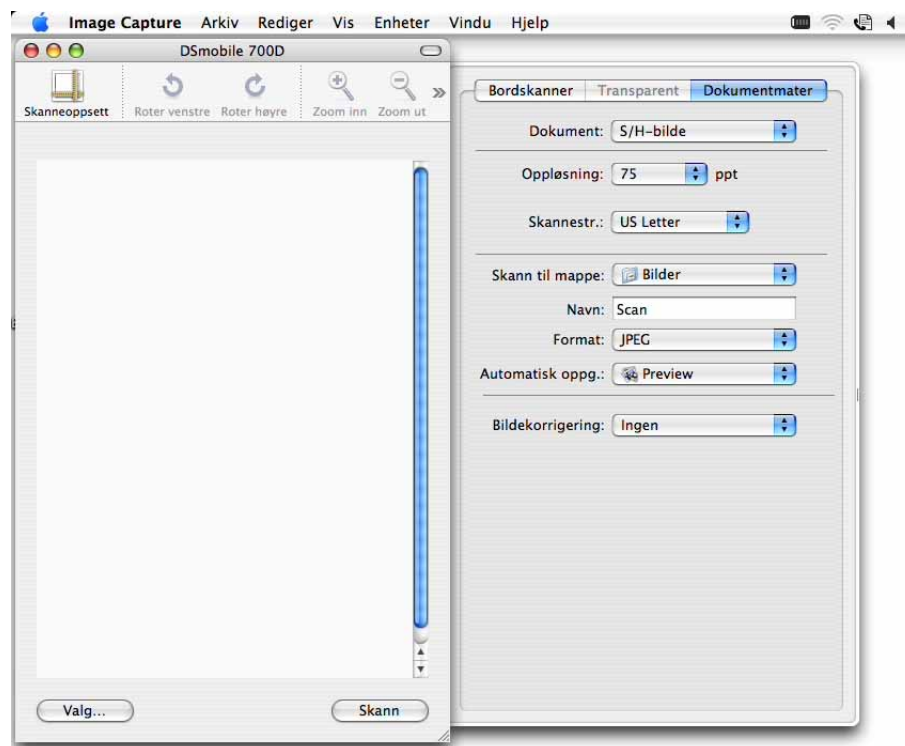 Image Capture Arkiv Rediger Vis Enheter Vindu Hjelp
DSmobile 700D
Skanneoppsett Roter venstre Roter høyre Zoom inn Zoom ut »
Bordskanner Transparent Dokumentmater
Dokument: S/H-bilde
Oppløsning: 75 ppt
Skannestr.: US Letter
Skann til mappe: Bilder
Navn: Scan
Format: JPEG
Automatisk oppg.: Preview
Bildekorrigering: Ingen
Valg... Skann